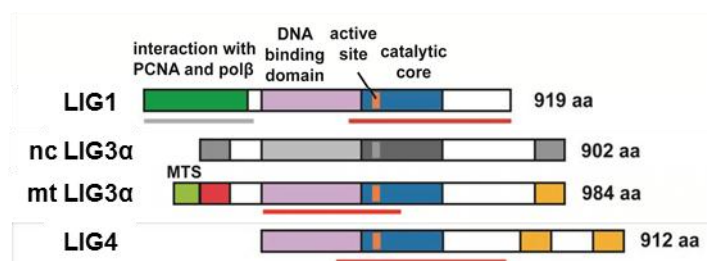 interaction with
PCNA and polβ
DNA
binding
domain
active
site
catalytic
core
LIG1
919 aa
nc LIG3α
902 aa
MTS
mt LIG3α
984 aa
LIG4
912 aa